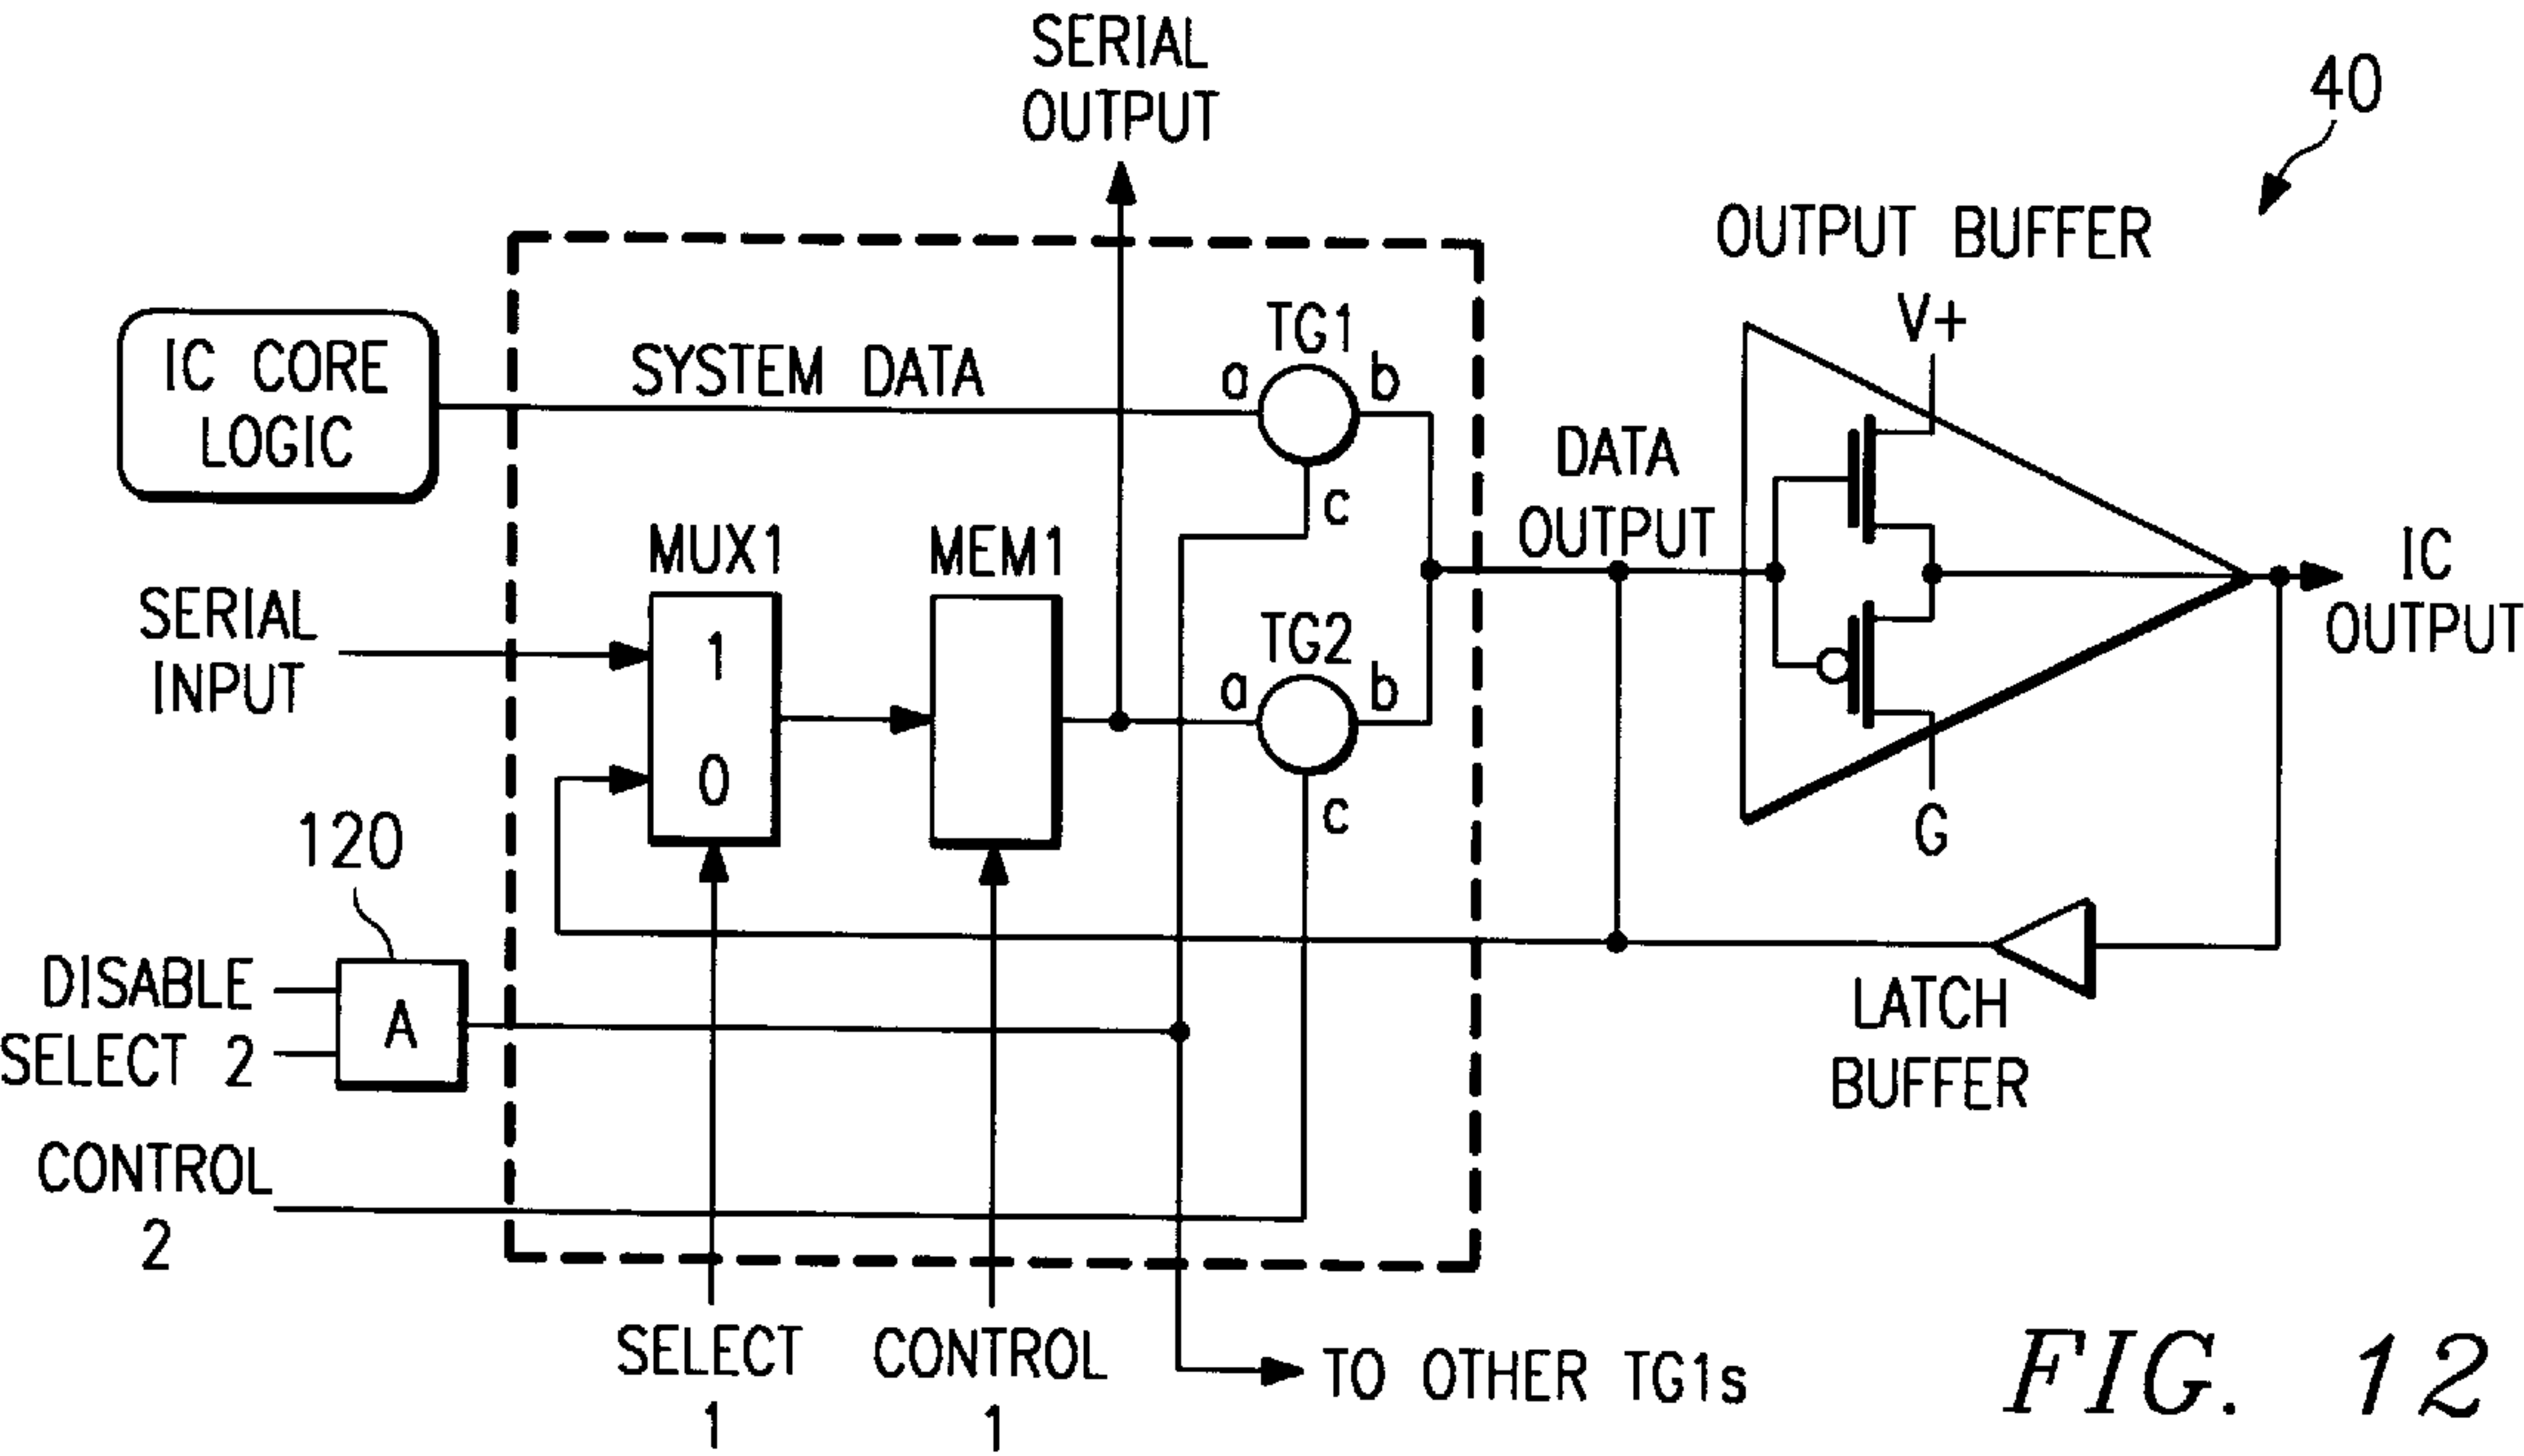 SERIAL
OUTPUT
40
OUTPUT BUFFER
V+
IC CORE
LOGIC
SYSTEM DATA
TG1
a
b
c
DATA
OUTPUT
IC
OUTPUT
MUX1
MEM1
SERIAL
INPUT
1
0
TG2
a
b
c
G
120
DISABLE
SELECT 2
A
LATCH
BUFFER
CONTROL
2
SELECT
1
CONTROL
1
TO OTHER TG1s
FIG. 12